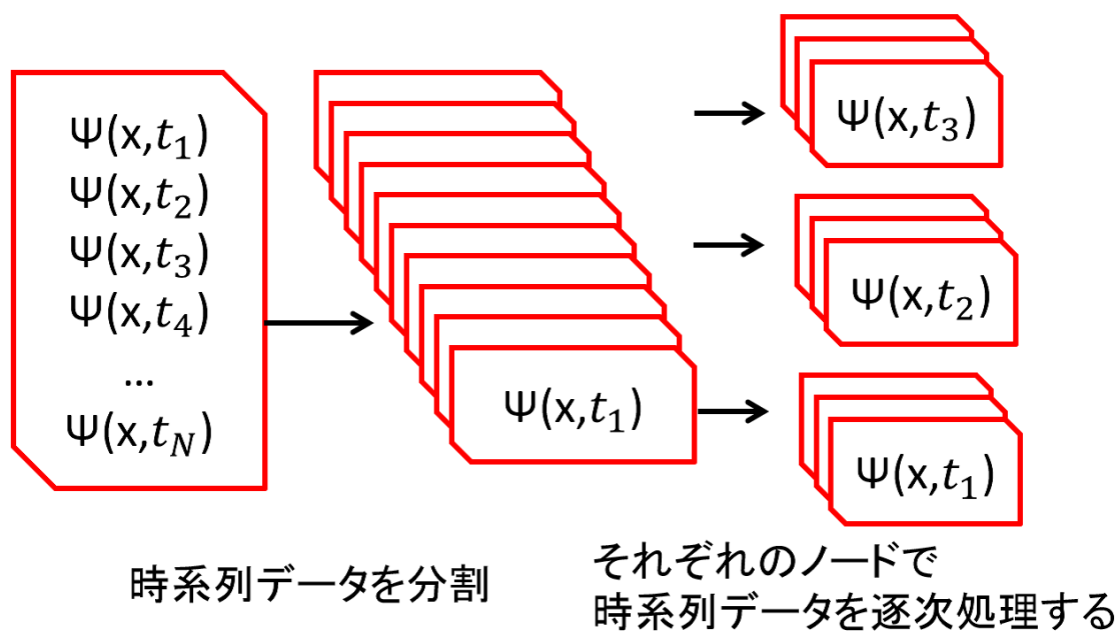 Ψ(x,t₁)
Ψ(x,t₂)
Ψ(x,t₃)
Ψ(x,t₄)
...
Ψ(x,t_N)
Ψ(x,t₁)
Ψ(x,t₃)
Ψ(x,t₂)
Ψ(x,t₁)
時系列データを分割
それぞれのノードで
時系列データを逐次処理する